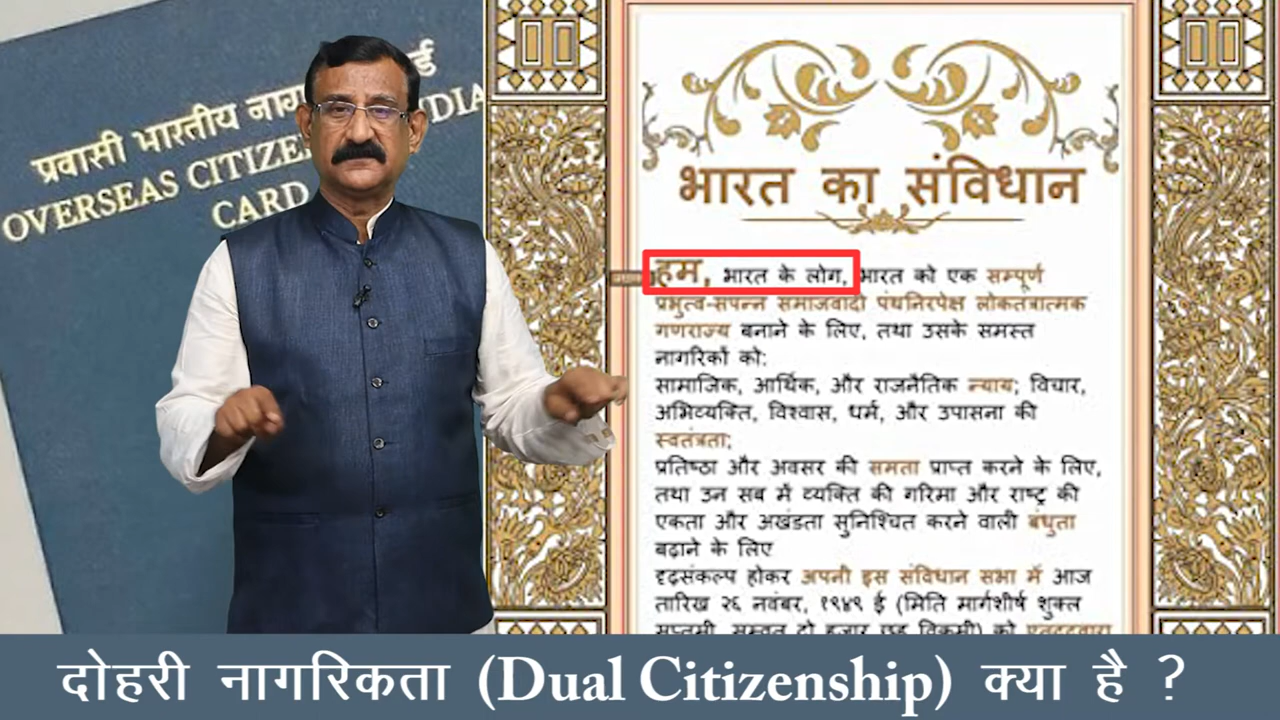 प्रवासी भारतीय
OVERSEAS
CARD
भारत का संविधान
हम, भारत के लोग, भारत को एक सम्पूर्ण
प्रभुत्व-संपन्न समाजवादी पंथनिरपेक्ष लोकतंत्रात्मक
गणराज्य बनाने के लिए, तथा उसके समस्त
नागरिकों को:
सामाजिक, आर्थिक, और राजनैतिक न्याय; विचार,
अभिव्यक्ति, विश्वास, धर्म, और उपासना की
स्वतंत्रता;
प्रतिष्ठा और अवसर की समता प्राप्त करने के लिए,
तथा उन सब में व्यक्ति की गरिमा और राष्ट्र की
एकता और अखंडता सुनिश्चित करने वाली बंधुता
बढ़ाने के लिए
दृढ़संकल्प होकर अपनी इस संविधान सभा में आज
तारिख २६ नवंबर, १९४९ ई (मिति मार्गशीर्ष शुक्ल
दोहरी नागरिकता (Dual Citizenship) क्या है ?